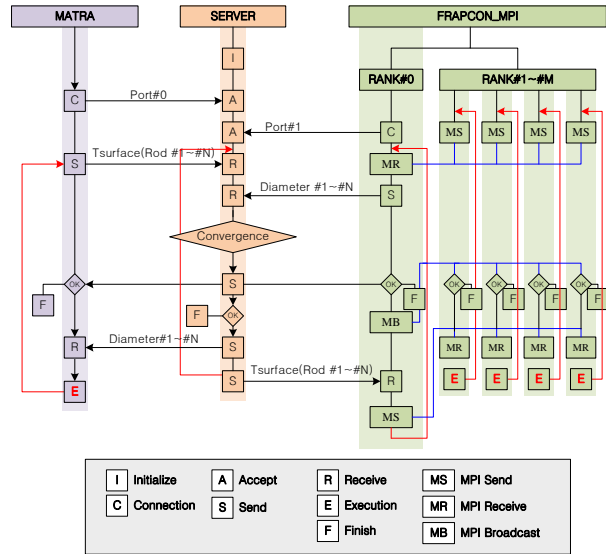 MATRA SERVER FRAPCON_MPI
I
RANK#0 RANK#1~#M
C Port#0 A
A Port#1 C MS MS MS MS
S Tsurface(Rod #1~#N) R MR
R Diameter #1~#N S
Convergence
OK S OK OK OK OK OK
F F F F F F
F OK MB
R Diameter#1~#N S MR MR MR MR
E S Tsurface(Rod #1~#N) R E E E E
MS
I Initialize A Accept R Receive MS MPI Send
C Connection S Send E Execution MR MPI Receive
F Finish MB MPI Broadcast